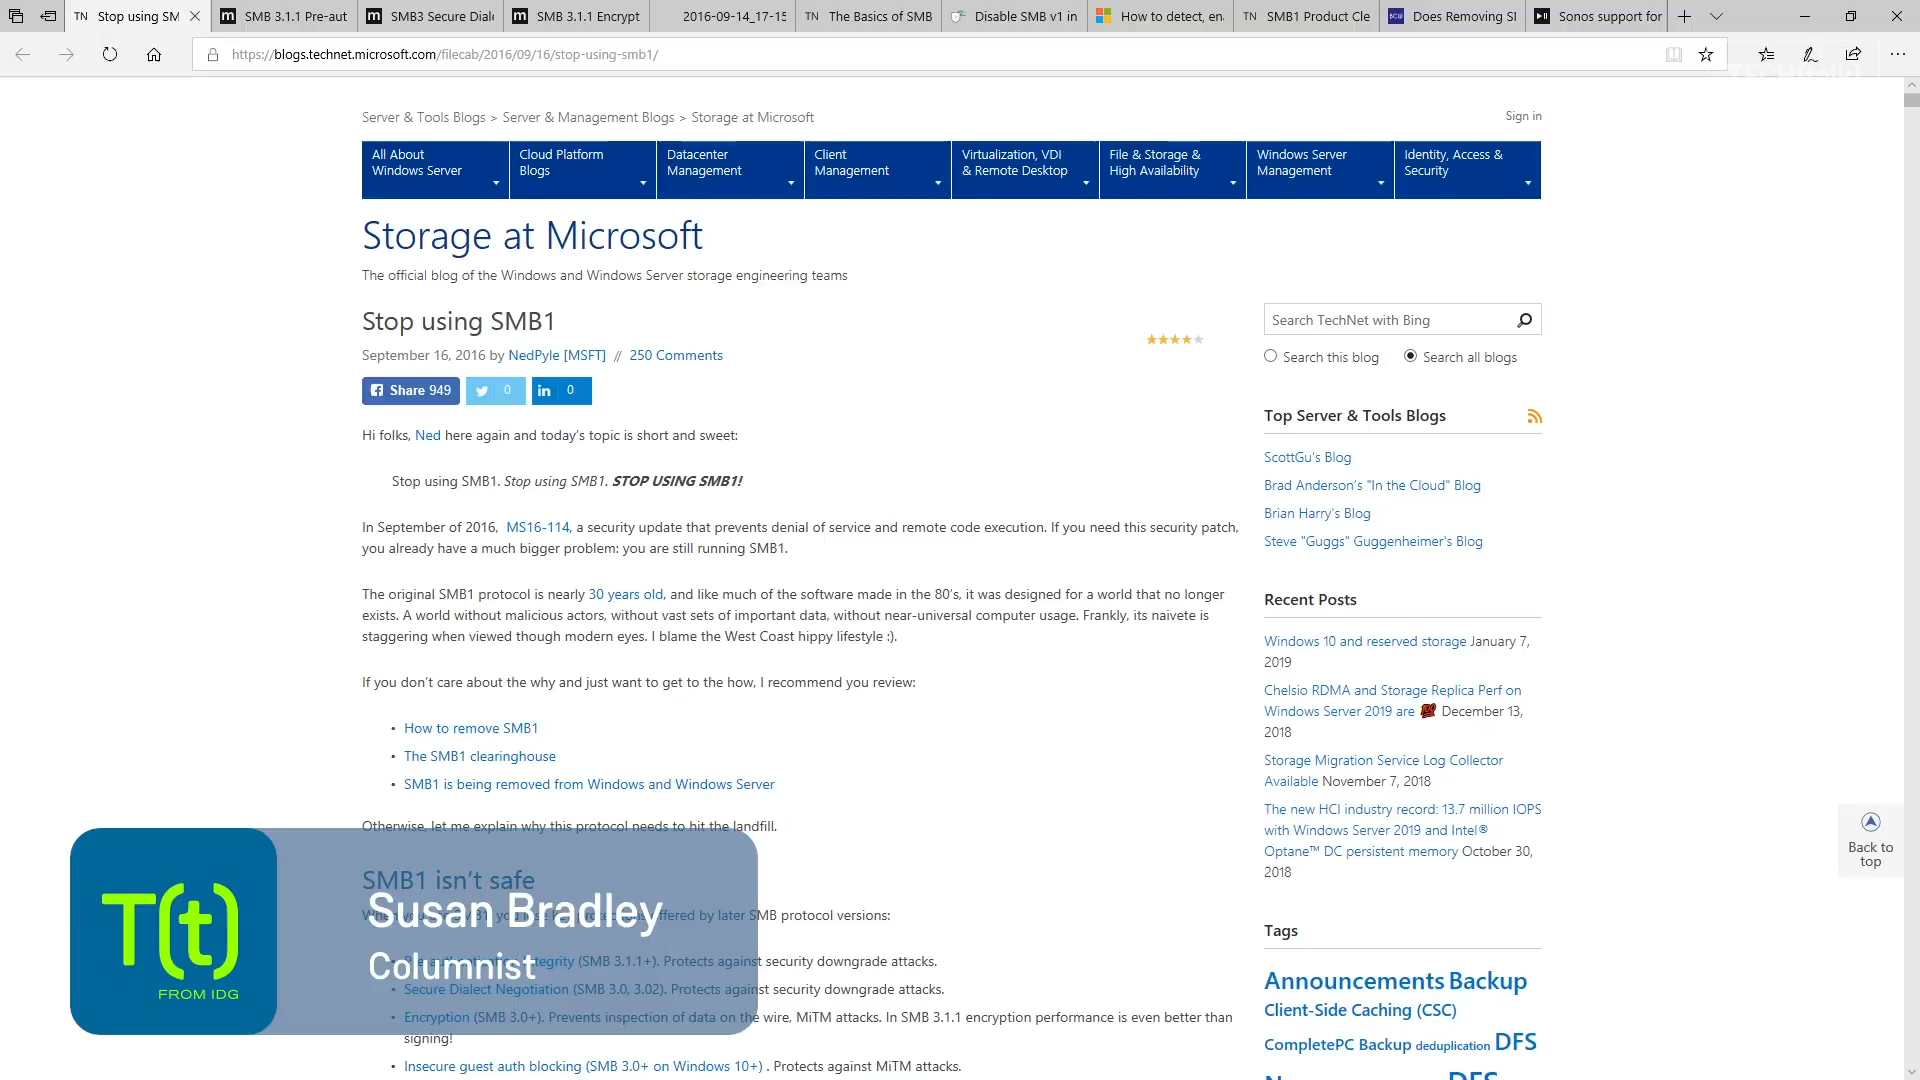 TN Stop using SM
m SMB 3.1.1 Pre-aut
m SMB3 Secure Dial
m SMB 3.1.1 Encrypt
2016-09-14_17-15
TN The Basics of SMB
Disable SMB v1 in
How to detect, en
TN SMB1 Product Cle
BCW Does Removing SI
Sonos support for
https://blogs.technet.microsoft.com/filecab/2016/09/16/stop-using-smb1/
Server & Tools Blogs > Server & Management Blogs > Storage at Microsoft
Sign in
All About
Windows Server
Cloud Platform
Blogs
Datacenter
Management
Client
Management
Virtualization, VDI
& Remote Desktop
File & Storage &
High Availability
Windows Server
Management
Identity, Access &
Security
Storage at Microsoft
The official blog of the Windows and Windows Server storage engineering teams
Stop using SMB1
September 16, 2016 by NedPyle [MSFT] // 250 Comments
Share 949
0
in 0
Hi folks, Ned here again and today's topic is short and sweet:
Stop using SMB1. Stop using SMB1. STOP USING SMB1!
In September of 2016, MS16-114, a security update that prevents denial of service and remote code execution. If you need this security patch,
you already have a much bigger problem: you are still running SMB1.
The original SMB1 protocol is nearly 30 years old, and like much of the software made in the 80's, it was designed for a world that no longer
exists. A world without malicious actors, without vast sets of important data, without near-universal computer usage. Frankly, its naivete is
staggering when viewed though modern eyes. I blame the West Coast hippy lifestyle :).
If you don't care about the why and just want to get to the how, I recommend you review:
• How to remove SMB1
• The SMB1 clearinghouse
• SMB1 is being removed from Windows and Windows Server
Otherwise, let me explain why this protocol needs to hit the landfill.
SMB1 isn't safe
When you use SMB1, you lose key protections offered by later SMB protocol versions:
• Pre-authentication Integrity (SMB 3.1.1+). Protects against security downgrade attacks.
• Secure Dialect Negotiation (SMB 3.0, 3.02). Protects against security downgrade attacks.
• Encryption (SMB 3.0+). Prevents inspection of data on the wire, MiTM attacks. In SMB 3.1.1 encryption performance is even better than
signing!
• Insecure guest auth blocking (SMB 3.0+ on Windows 10+) . Protects against MiTM attacks.
T(t)
FROM IDG
Susan Bradley
Columnist
Search TechNet with Bing
Search this blog
Search all blogs
Top Server & Tools Blogs
ScottGu's Blog
Brad Anderson's "In the Cloud" Blog
Brian Harry's Blog
Steve "Guggs" Guggenheimer's Blog
Recent Posts
Windows 10 and reserved storage January 7,
2019
Chelsio RDMA and Storage Replica Perf on
Windows Server 2019 are 💯 December 13,
2018
Storage Migration Service Log Collector
Available November 7, 2018
The new HCI industry record: 13.7 million IOPS
with Windows Server 2019 and Intel®
Optane™ DC persistent memory October 30,
2018
Tags
Announcements Backup
Client-Side Caching (CSC)
CompletePC Backup deduplication DFS
Back to
top